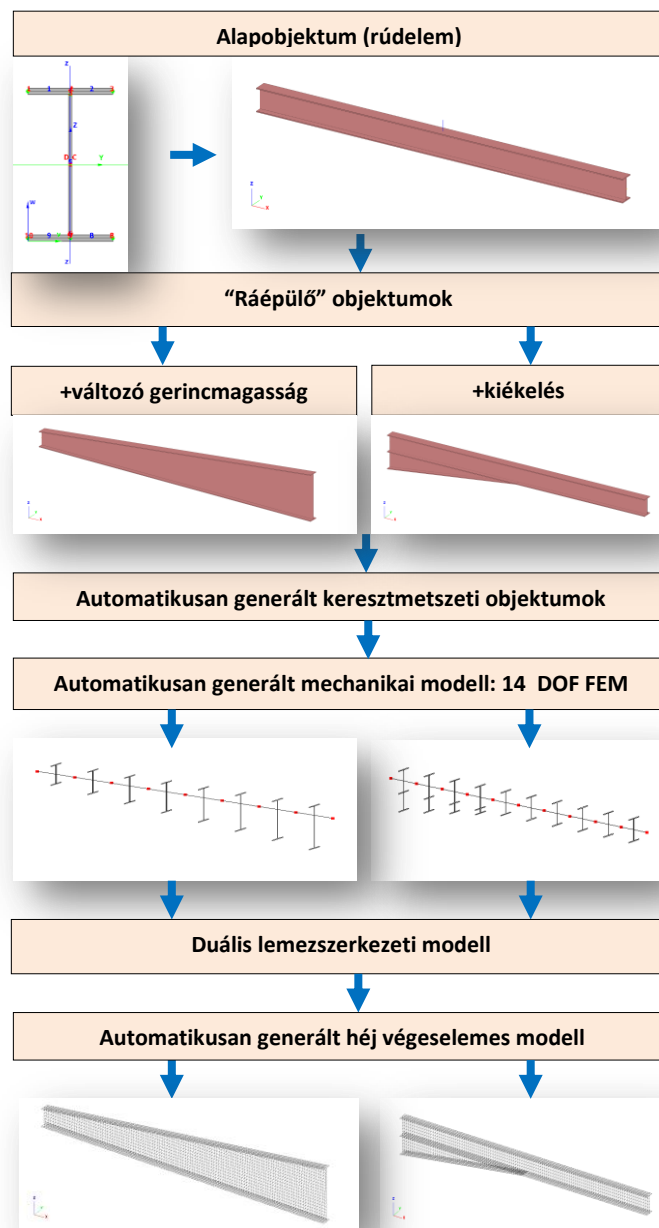 Alapobjektum (rúdelem)
“Ráépülő” objektumok
+változó gerincmagasság
+kiékelés
Automatikusan generált keresztmetszeti objektumok
Automatikusan generált mechanikai modell: 14 DOF FEM
Duális lemezszerkezeti modell
Automatikusan generált héj végeselemes modell